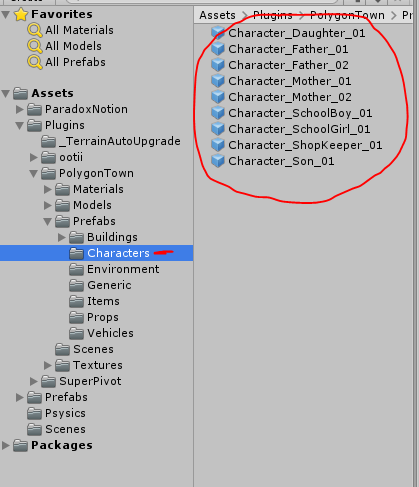 Favorites
All Materials
All Models
All Prefabs
Assets
ParadoxNotion
Plugins
_TerrainAutoUpgrade
ootii
PolygonTown
Materials
Models
Prefabs
Buildings
Characters
Environment
Generic
Items
Props
Vehicles
Scenes
Textures
SuperPivot
Prefabs
Psysics
Scenes
Packages
Assets Plugins PolygonTown
Character_Daughter_01
Character_Father_01
Character_Father_02
Character_Mother_01
Character_Mother_02
Character_SchoolBoy_01
Character_SchoolGirl_01
Character_ShopKeeper_01
Character_Son_01